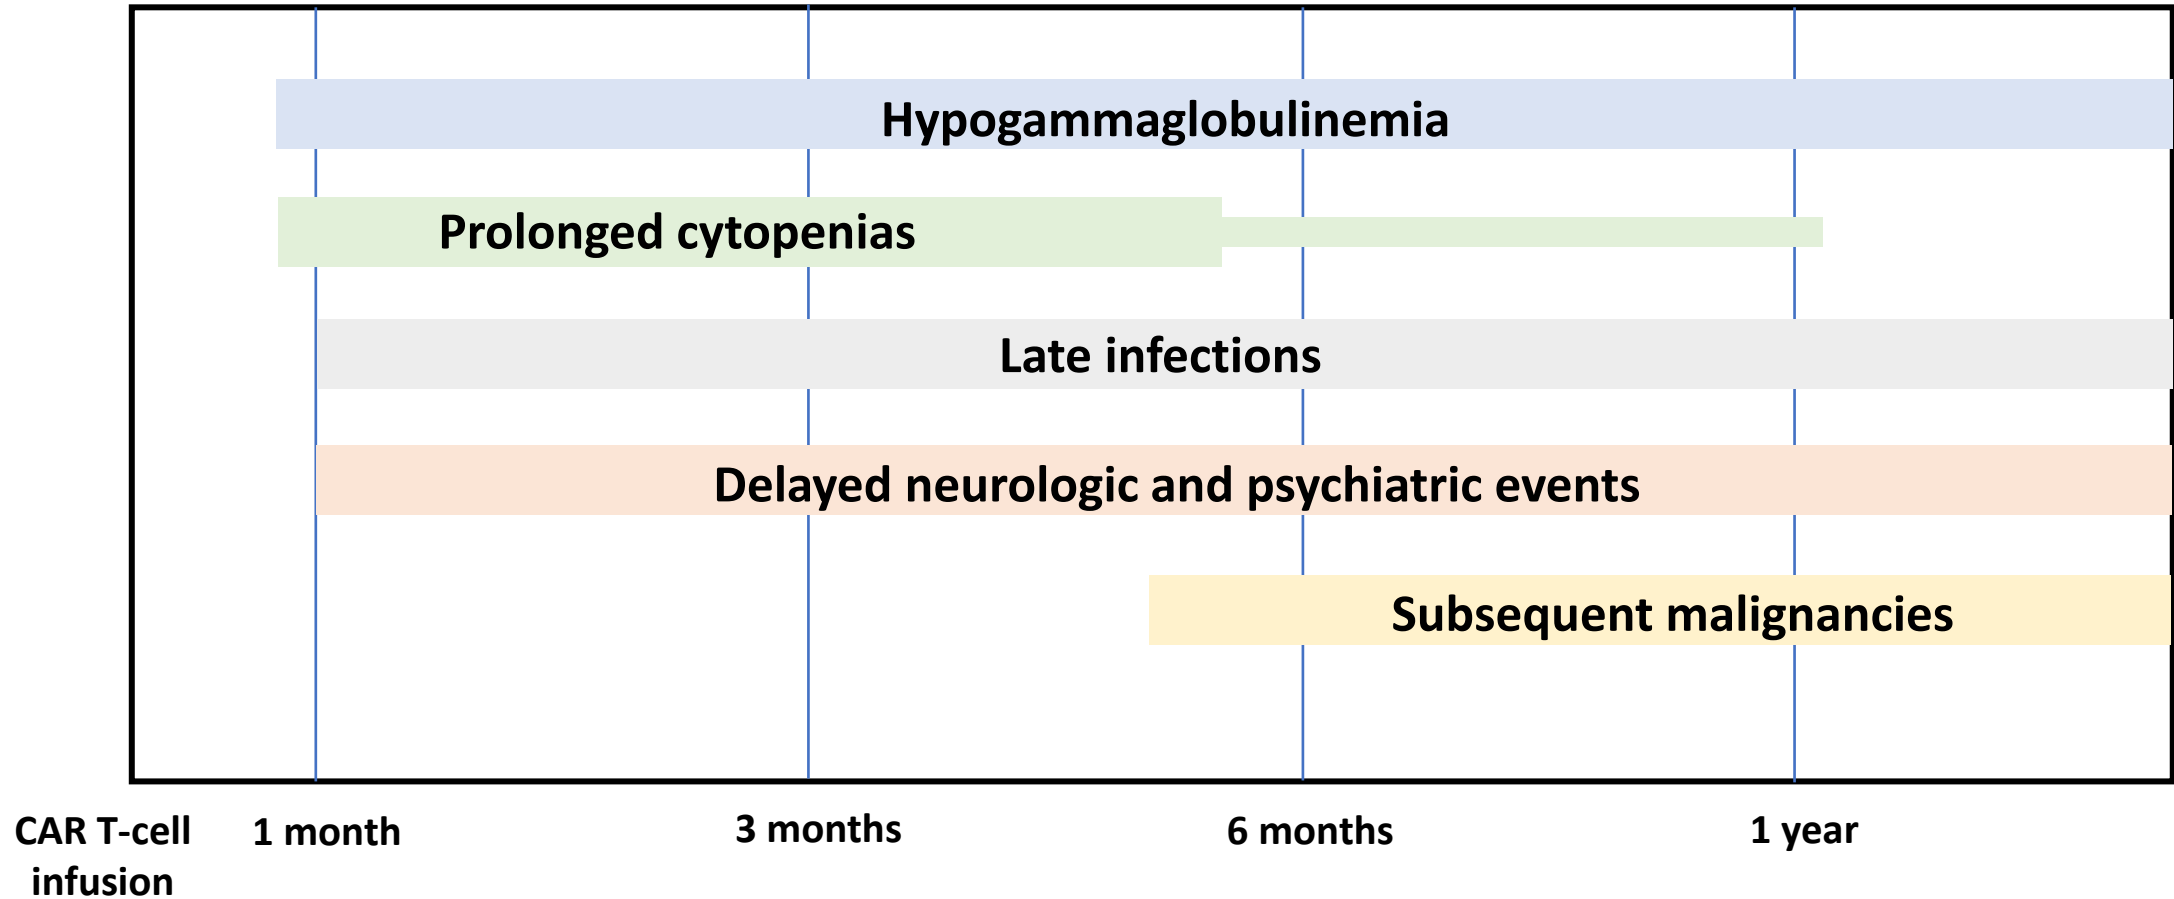 Hypogammaglobulinemia
Prolonged cytopenias
Late infections
Delayed neurologic and psychiatric events
Subsequent malignancies
CAR T-cell
infusion
1 month
3 months
6 months
1 year